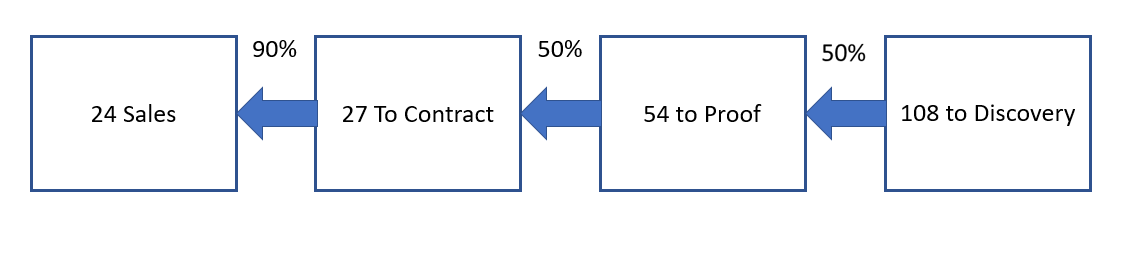 90%
50%
50%
24 Sales
27 To Contract
54 to Proof
108 to Discovery